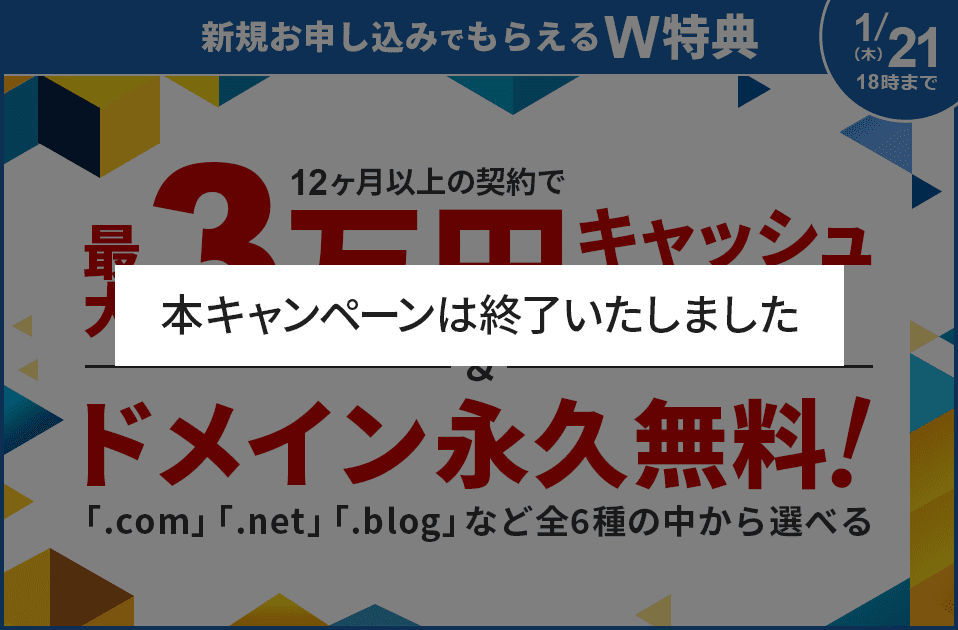 新規お申し込みでもらえるW特典
1/21
(木)
18時まで
12ヶ月以上の契約で
最大3万円キャッシュ
本キャンペーンは終了いたしました
&
ドメイン永久無料!
「.com」「.net」「.blog」など全6種の中から選べる